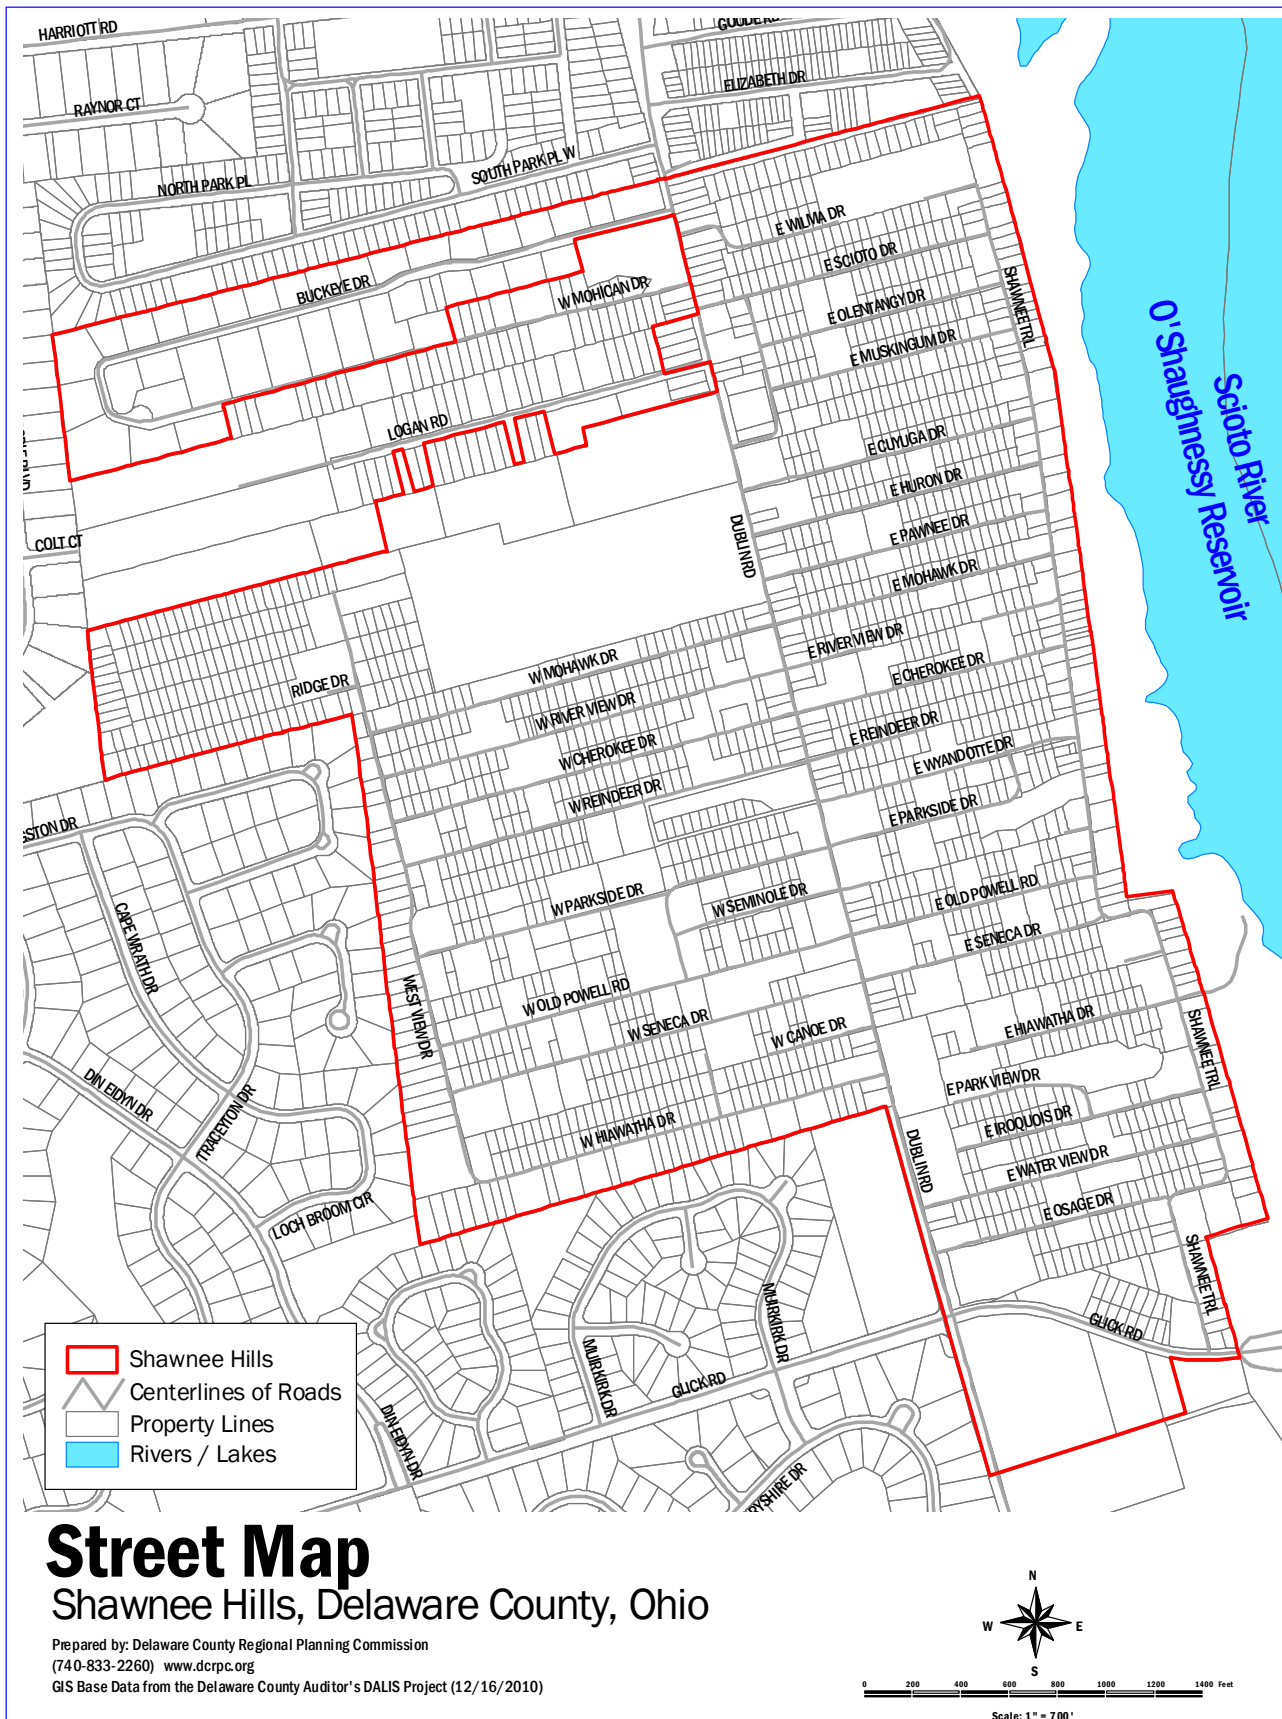 HARRIOTT RD
GOODE RD
ELIZABETH DR
RAYNOR CT
SOUTH PARK PL W
NORTH PARK PL
E WILMA DR
E SCIOTO DR
BUCKEYE DR
W MOHICAN DR
SHAWNEE TRL
E OLENTANGY DR
E MUSKINGUM DR
O'Shaughnessy Reservoir
Scioto River
LOGAN RD
E CUYUGA DR
E HURON DR
COLT CT
DUBLIN RD
E PAWNEE DR
E MOHAWK DR
E RIVER VIEW DR
W MOHAWK DR
E CHEROKEE DR
RIDGE DR
W RIVER VIEW DR
E REINDEER DR
W CHEROKEE DR
E WYANDOTTE DR
W REINDEER DR
E PARKSIDE DR
GSTON DR
W PARKSIDE DR
W SEMINOLE DR
E OLD POWELL RD
CAPE WRATH DR
E SENECA DR
WEST VIEW DR
W OLD POWELL RD
W SENECA DR
W CANOE DR
E HIAWATHA DR
SHAWNEE TRL
DIN EIDYN DR
TRACEYTON DR
E PARK VIEW DR
E IROQUOIS DR
W HIAWATHA DR
DUBLIN RD
E WATER VIEW DR
LOCH BROOM CIR
E OSAGE DR
SHAWNEE TRL
MUIRKIRK DR
GLICK RD
MUIRKIRK DR
GLICK RD
DIN EIDYN DR
RYSHIRE DR
Shawnee Hills
Centerlines of Roads
Property Lines
Rivers / Lakes
Street Map
Shawnee Hills, Delaware County, Ohio
Prepared by: Delaware County Regional Planning Commission
(740-833-2260) www.dcrpc.org
GIS Base Data from the Delaware County Auditor's DALIS Project (12/16/2010)
N
W E
S
0 200 400 600 800 1000 1200 1400 Feet
Scale: 1" = 700'